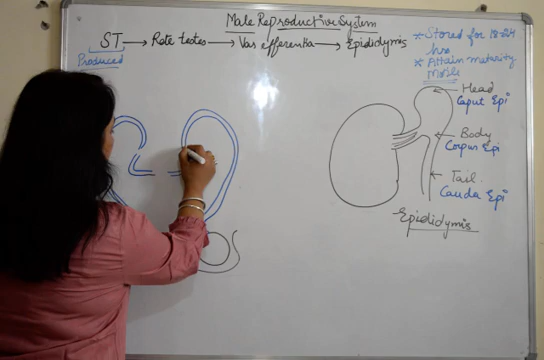 Male Reproductive System
ST → Rete testes → Vas efferentia → Epididymis
Produced
* Stored for 18-24 hrs
* Attain maturity
Motile
Head
Caput Epi
Body
Corpus Epi
Tail
Cauda Epi
Epididymis